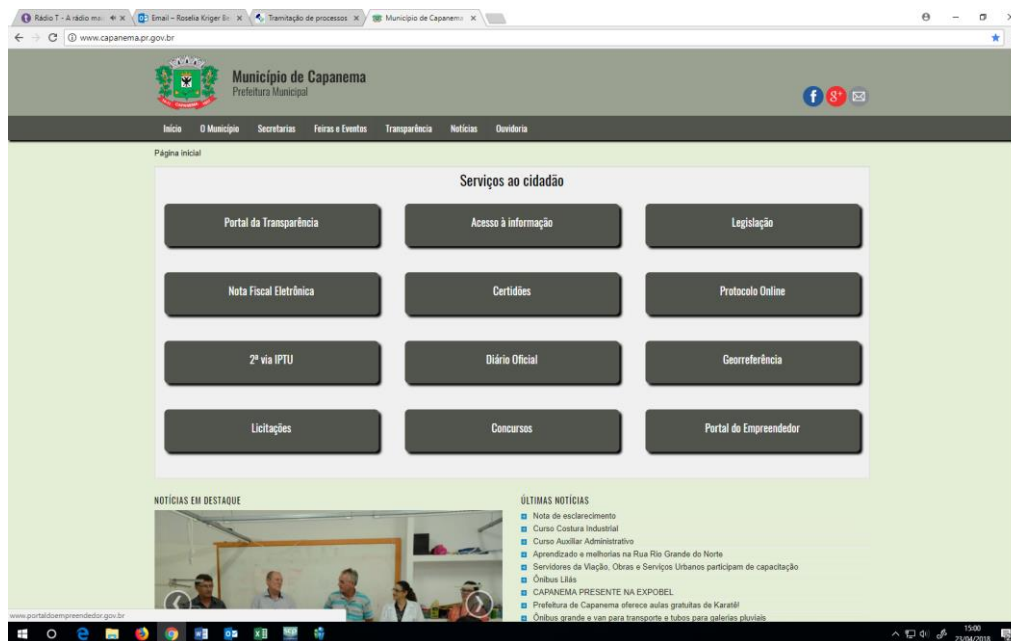 Rádio T - A rádio ma
Email – Roselia Kriger Be
Tramitação de processos
Município de Capanema
www.capanema.pr.gov.br
Município de Capanema
Prefeitura Municipal
Início O Município Secretarias Feiras e Eventos Transparência Notícias Ouvidoria
Página inicial
Serviços ao cidadão
Portal da Transparência Acesso à informação Legislação
Nota Fiscal Eletrônica Certidões Protocolo Online
2ª via IPTU Diário Oficial Georreferência
Licitações Concursos Portal do Empreendedor
NOTÍCIAS EM DESTAQUE
ÚLTIMAS NOTÍCIAS
Nota de esclarecimento
Curso Costura Industrial
Curso Auxiliar Administrativo
Aprendizado e melhorias na Rua Rio Grande do Norte
Servidores da Viação, Obras e Serviços Urbanos participam de capacitação
Ônibus Lilás
CAPANEMA PRESENTE NA EXPOBEL
Prefeitura de Capanema oferece aulas gratuitas de Karatê!
Ônibus grande e van para transporte e tubos para galerias pluviais
www.portaldoempreendedor.gov.br
15:00
23/04/2018